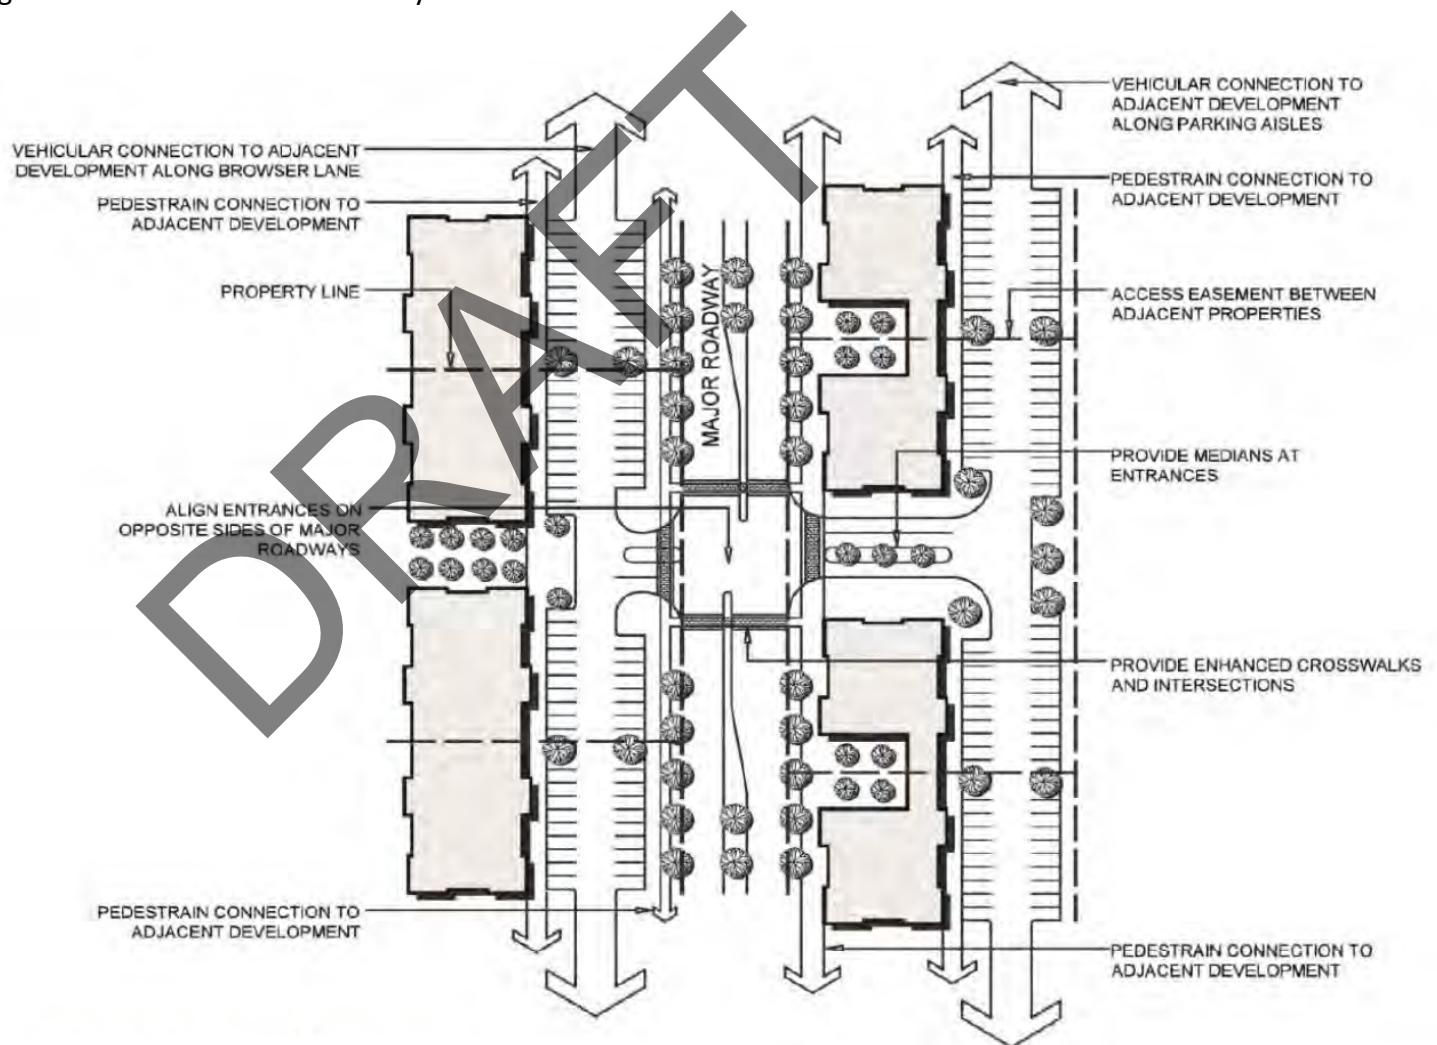 VEHICULAR CONNECTION TO ADJACENT
DEVELOPMENT ALONG BROWSER LANE
PEDESTRAIN CONNECTION TO
ADJACENT DEVELOPMENT
PROPERTY LINE
ALIGN ENTRANCES ON
OPPOSITE SIDES OF MAJOR
ROADWAYS
PEDESTRAIN CONNECTION TO
ADJACENT DEVELOPMENT
MAJOR ROADWAY
DRAFT
VEHICULAR CONNECTION TO
ADJACENT DEVELOPMENT
ALONG PARKING AISLES
PEDESTRAIN CONNECTION TO
ADJACENT DEVELOPMENT
ACCESS EASEMENT BETWEEN
ADJACENT PROPERTIES
PROVIDE MEDIANS AT
ENTRANCES
PROVIDE ENHANCED CROSSWALKS
AND INTERSECTIONS
PEDESTRAIN CONNECTION TO
ADJACENT DEVELOPMENT